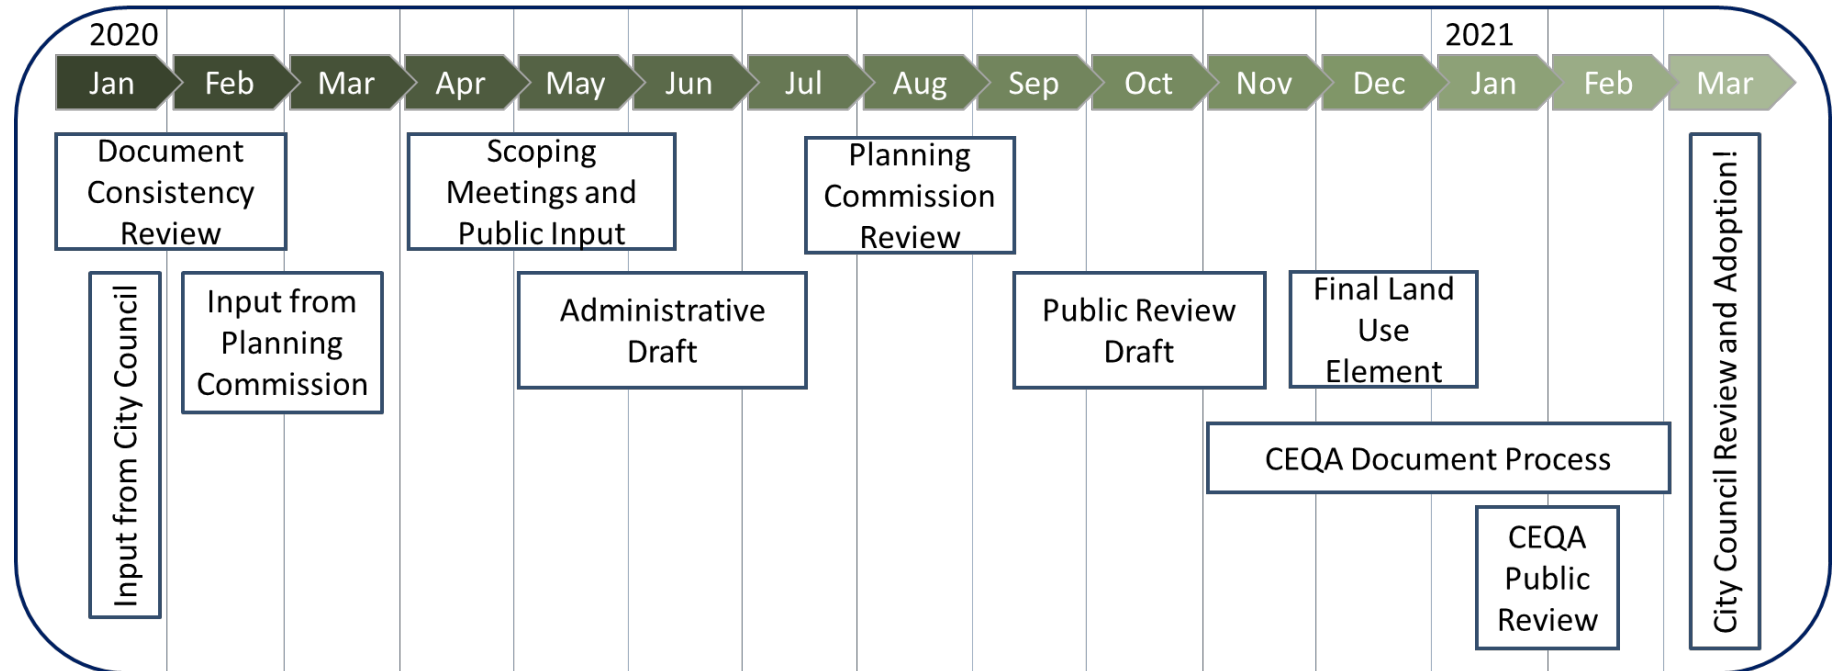 2020
2021
Jan
Feb
Mar
Apr
May
Jun
Jul
Aug
Sep
Oct
Nov
Dec
Jan
Feb
Mar
Document
Consistency
Review
Scoping
Meetings and
Public Input
Planning
Commission
Review
City Council Review and Adoption!
Input from City Council
Input from
Planning
Commission
Administrative
Draft
Public Review
Draft
Final Land
Use
Element
CEQA Document Process
CEQA
Public
Review